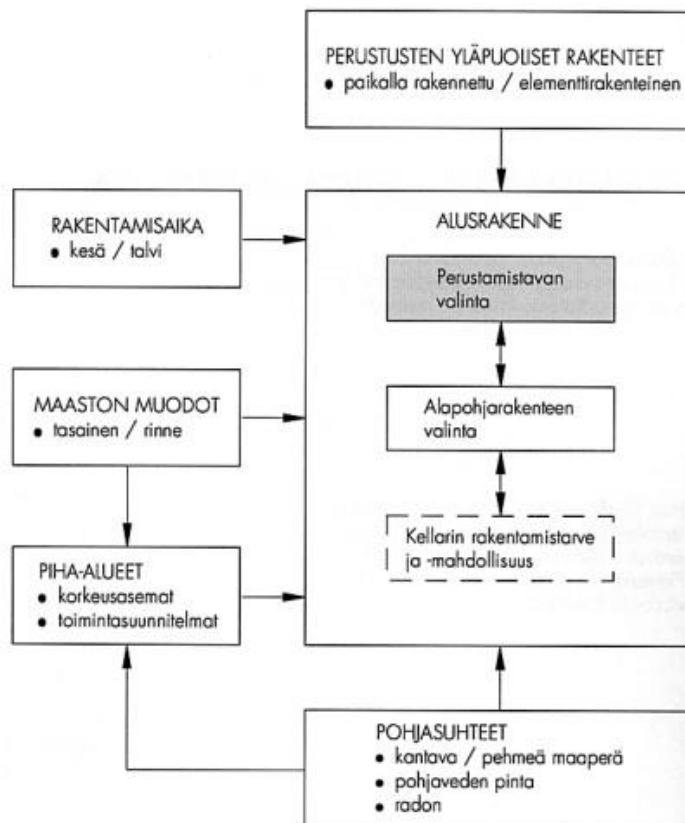 PERUSTUSTEN YLÄPUOLISET RAKENTEET
● paikalla rakennettu / elementtirakenteinen
RAKENTAMISAIKA
● kesä / talvi
ALUSRAKENNE
Perustamistavan
valinta
MAASTON MUODOT
● tasainen / rinne
Alapohjarakenteen
valinta
Kellarin rakentamistarve
ja -mahdollisuus
PIHA-ALUEET
● korkeusasemat
● toimintasuunnitelmat
POHJASUHTEET
● kantava / pehmeä maaperä
● pohjaveden pinta
● radon